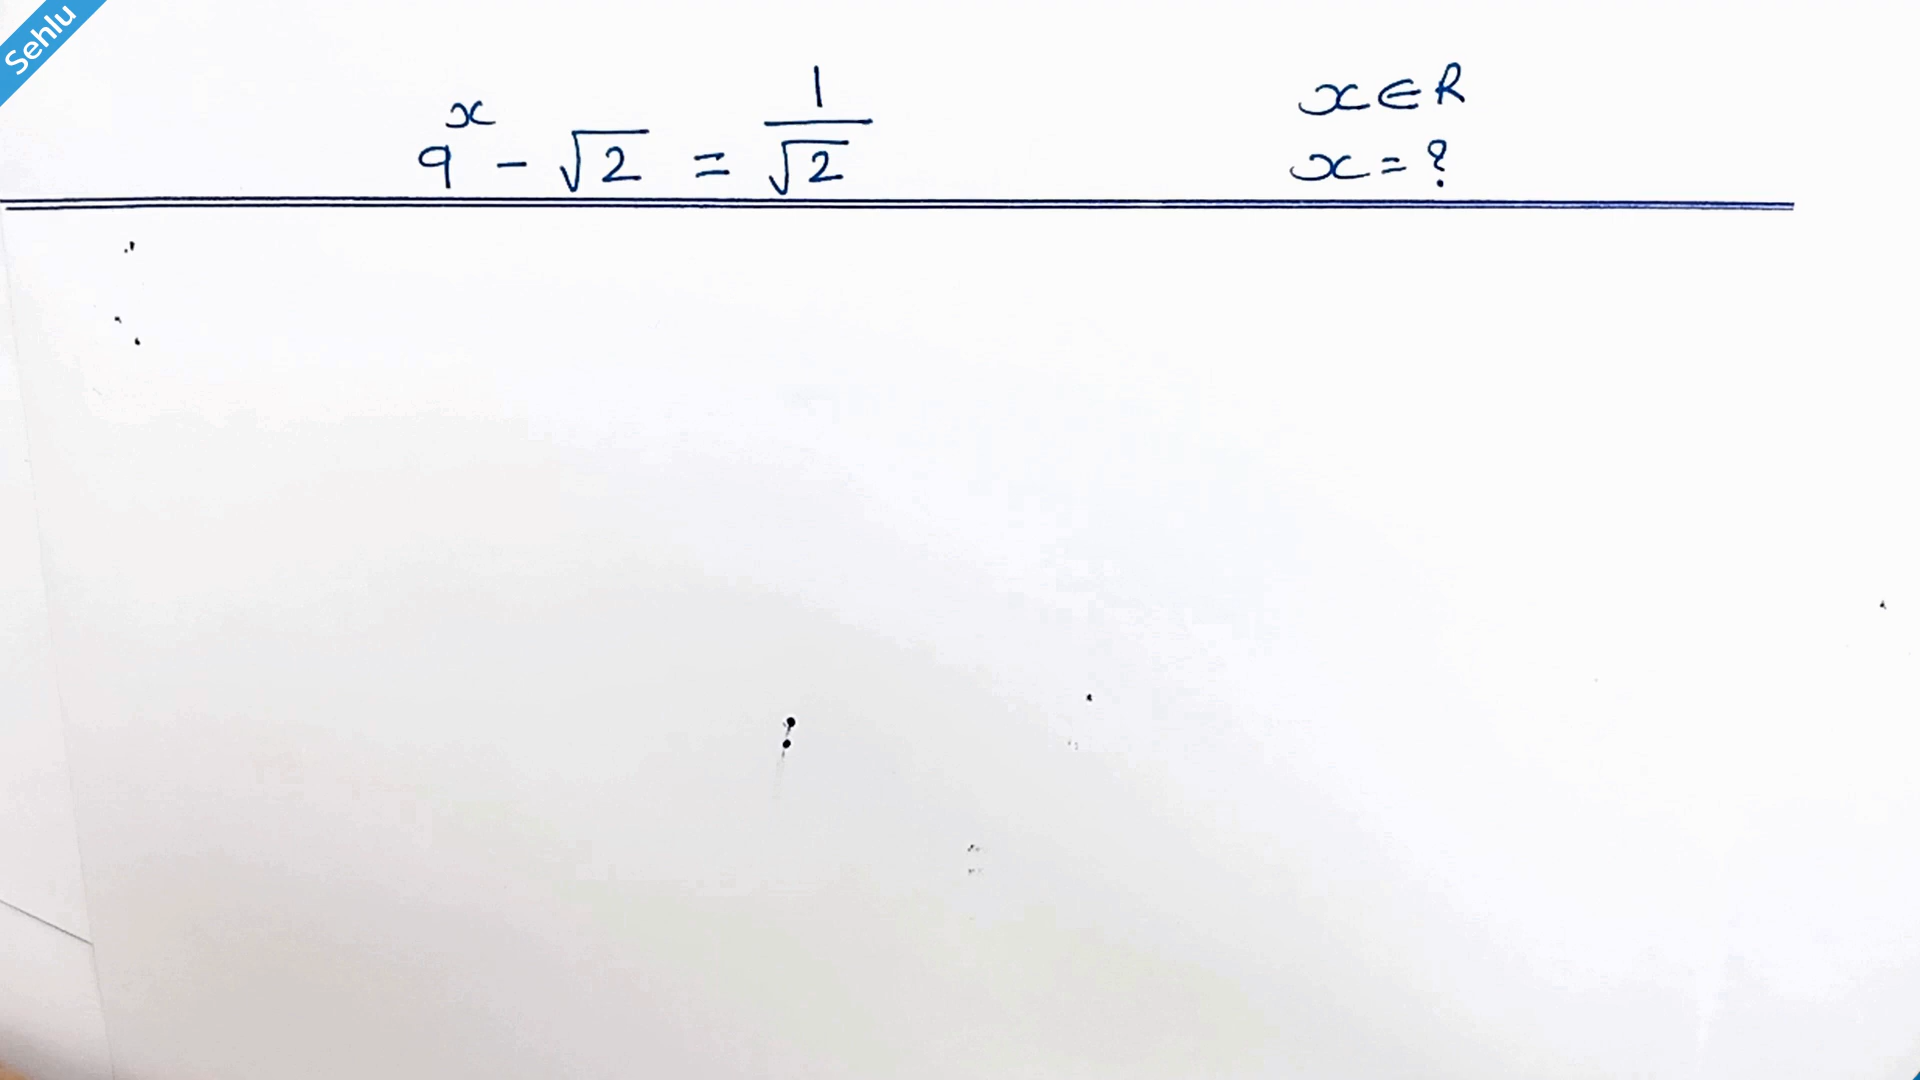 Sehlu
9^x - √2 = 1/√2
x ∈ R
x = ?